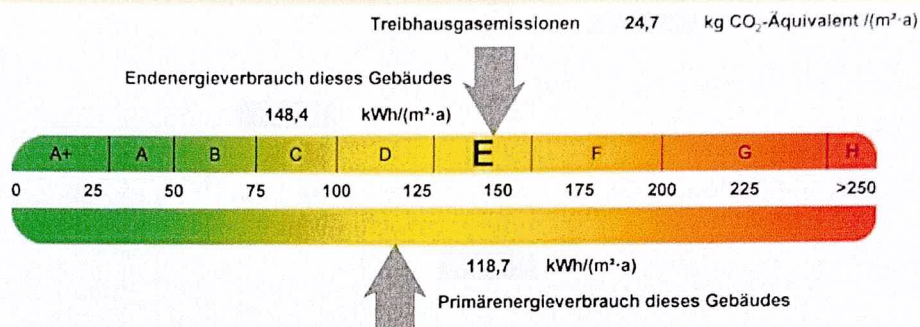 Treibhausgasemissionen 24,7 kg CO₂-Äquivalent /(m²·a)
Endenergieverbrauch dieses Gebäudes
148,4 kWh/(m²·a)
A+ A B C D E F G H
0 25 50 75 100 125 150 175 200 225 >250
118,7 kWh/(m²·a)
Primärenergieverbrauch dieses Gebäudes